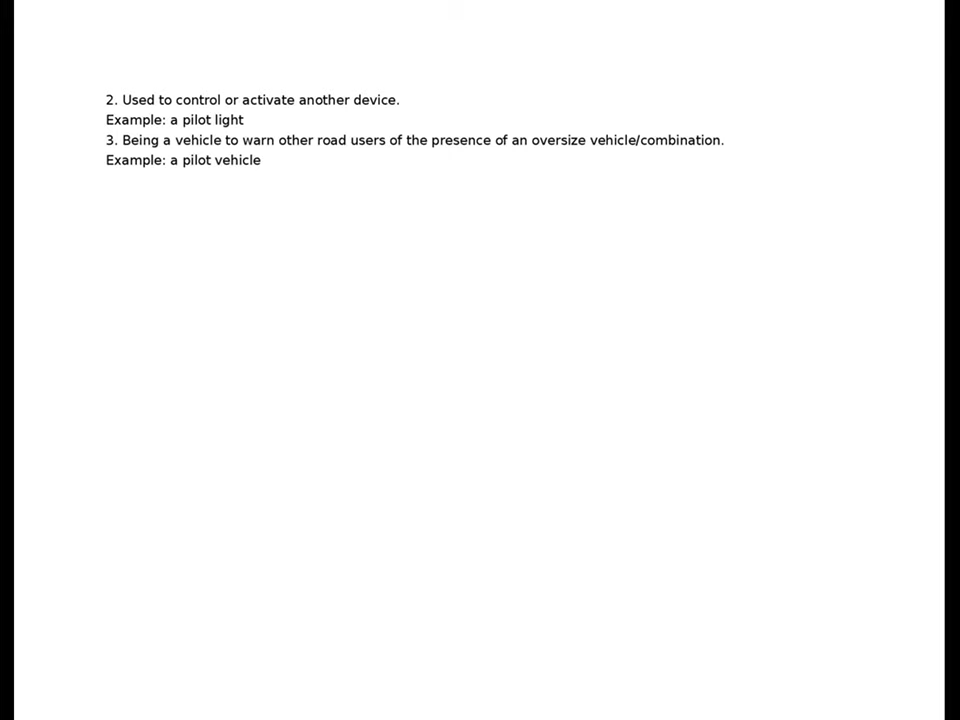 2. Used to control or activate another device.
Example: a pilot light
3. Being a vehicle to warn other road users of the presence of an oversize vehicle/combination.
Example: a pilot vehicle